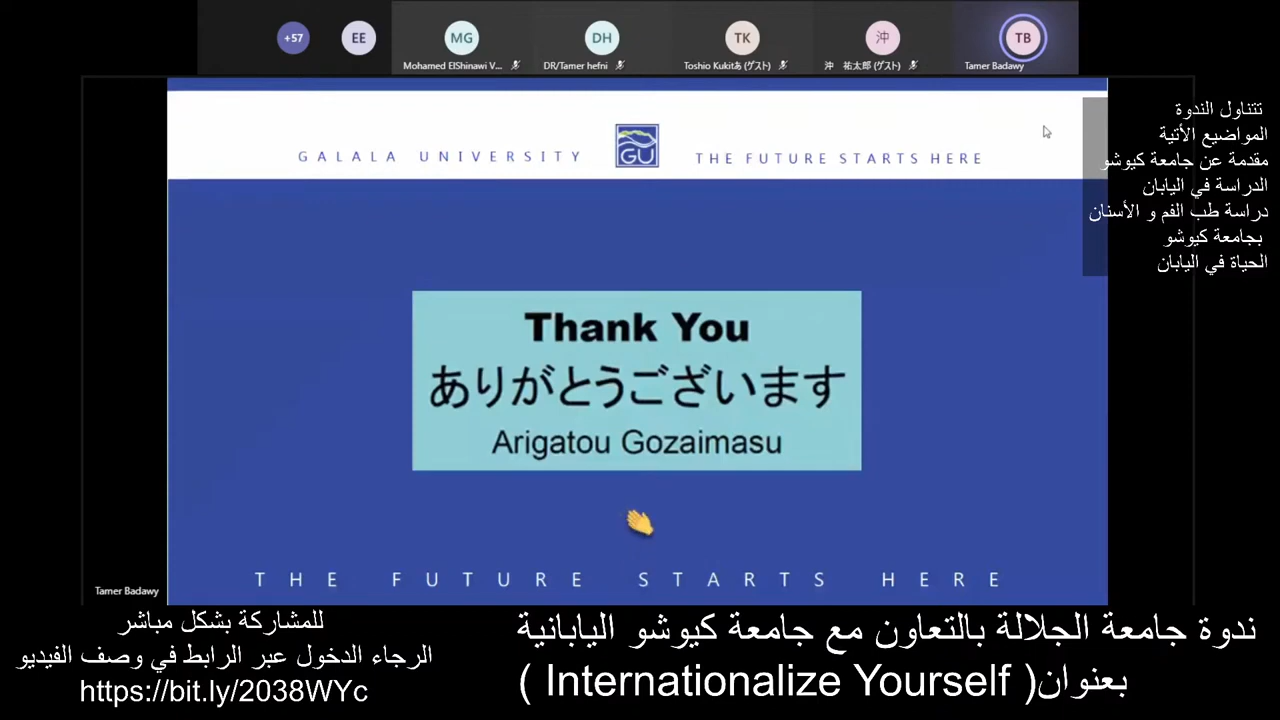 +57
EE
MG
DH
TK
沖
TB
Mohamed ElShinawi V...
DR/Tamer hefni
Toshio Kukitあ (ゲスト)
沖 祐太郎 (ゲスト)
Tamer Badawy
GALALA UNIVERSITY
GU
THE FUTURE STARTS HERE
تتناول الندوة
المواضيع الأتية
مقدمة عن جامعة كيوشو
الدراسة في اليابان
دراسة طب الفم و الأسنان
بجامعة كيوشو
الحياة في اليابان
Thank You
ありがとうございます
Arigatou Gozaimasu
THE FUTURE STARTS HERE
Tamer Badawy
ندوة جامعة الجلالة بالتعاون مع جامعة كيوشو اليابانية
بعنوان( Internationalize Yourself )
للمشاركة بشكل مباشر
الرجاء الدخول عبر الرابط في وصف الفيديو
https://bit.ly/2038WYc